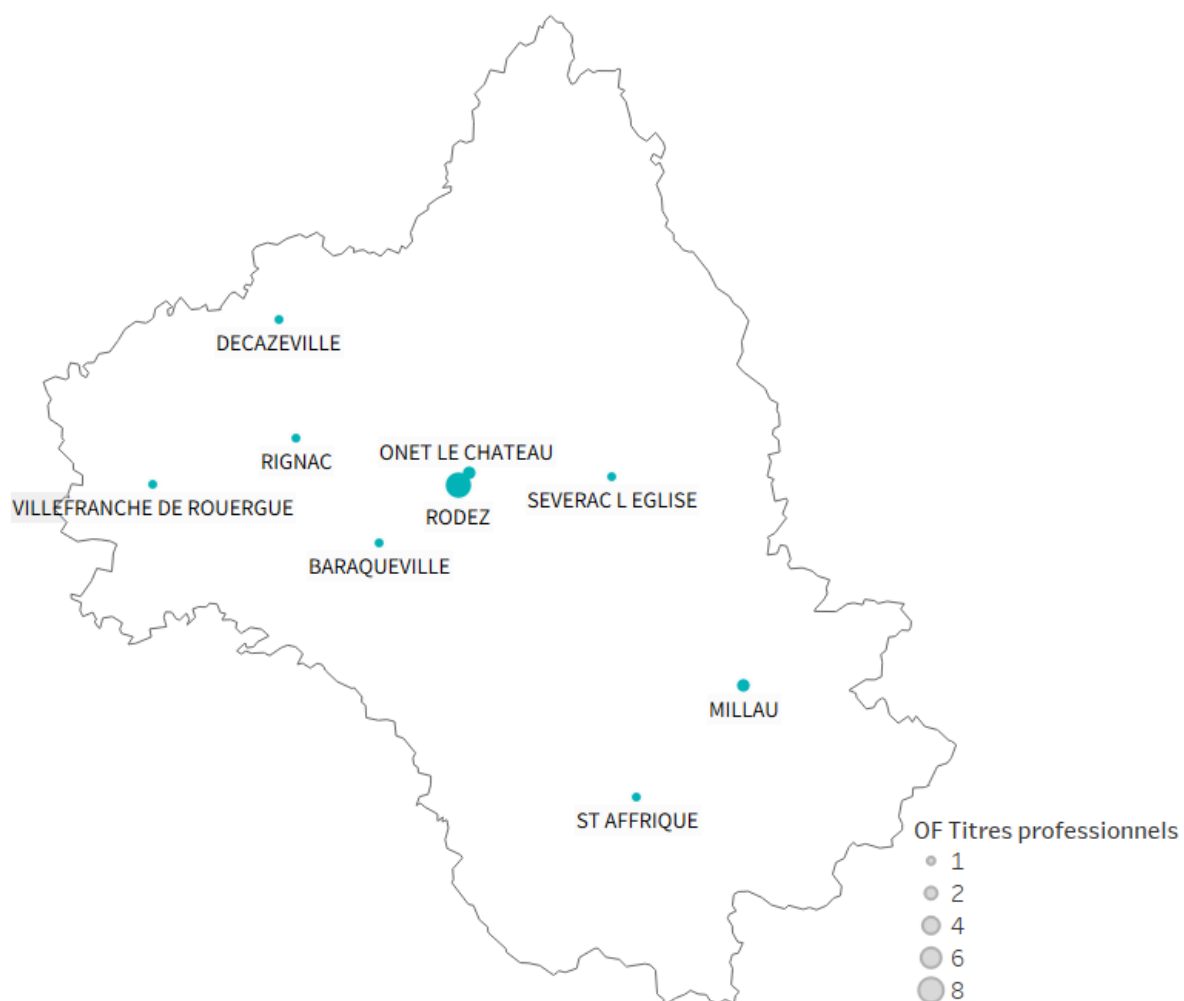 DECAZEVILLE
ONET LE CHATEAU
RIGNAC
SEVERAC L EGLISE
VILLEFRANCHE DE ROUERGUE
RODEZ
BARAQUEVILLE
MILLAU
ST AFFRIQUE
OF Titres professionnels
1
2
4
6
8